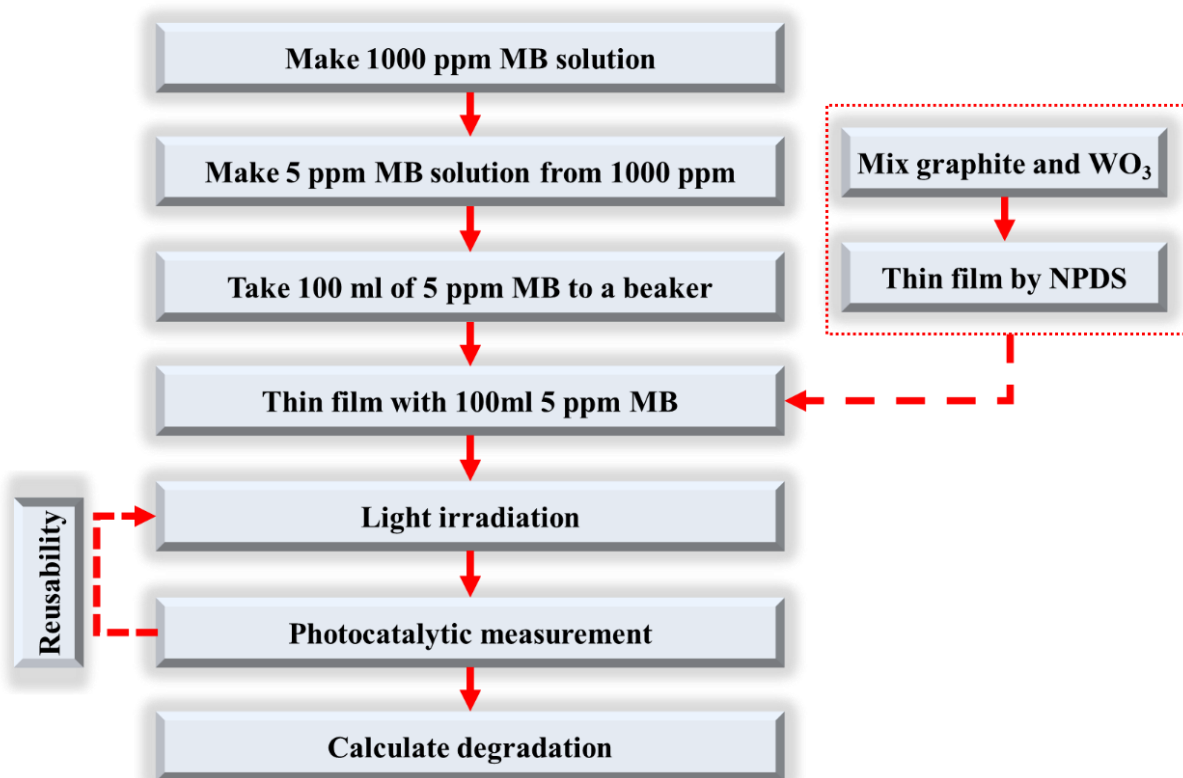 Make 1000 ppm MB solution
Make 5 ppm MB solution from 1000 ppm
Take 100 ml of 5 ppm MB to a beaker
Thin film with 100ml 5 ppm MB
Light irradiation
Photocatalytic measurement
Calculate degradation
Mix graphite and WO₃
Thin film by NPDS
Reusability